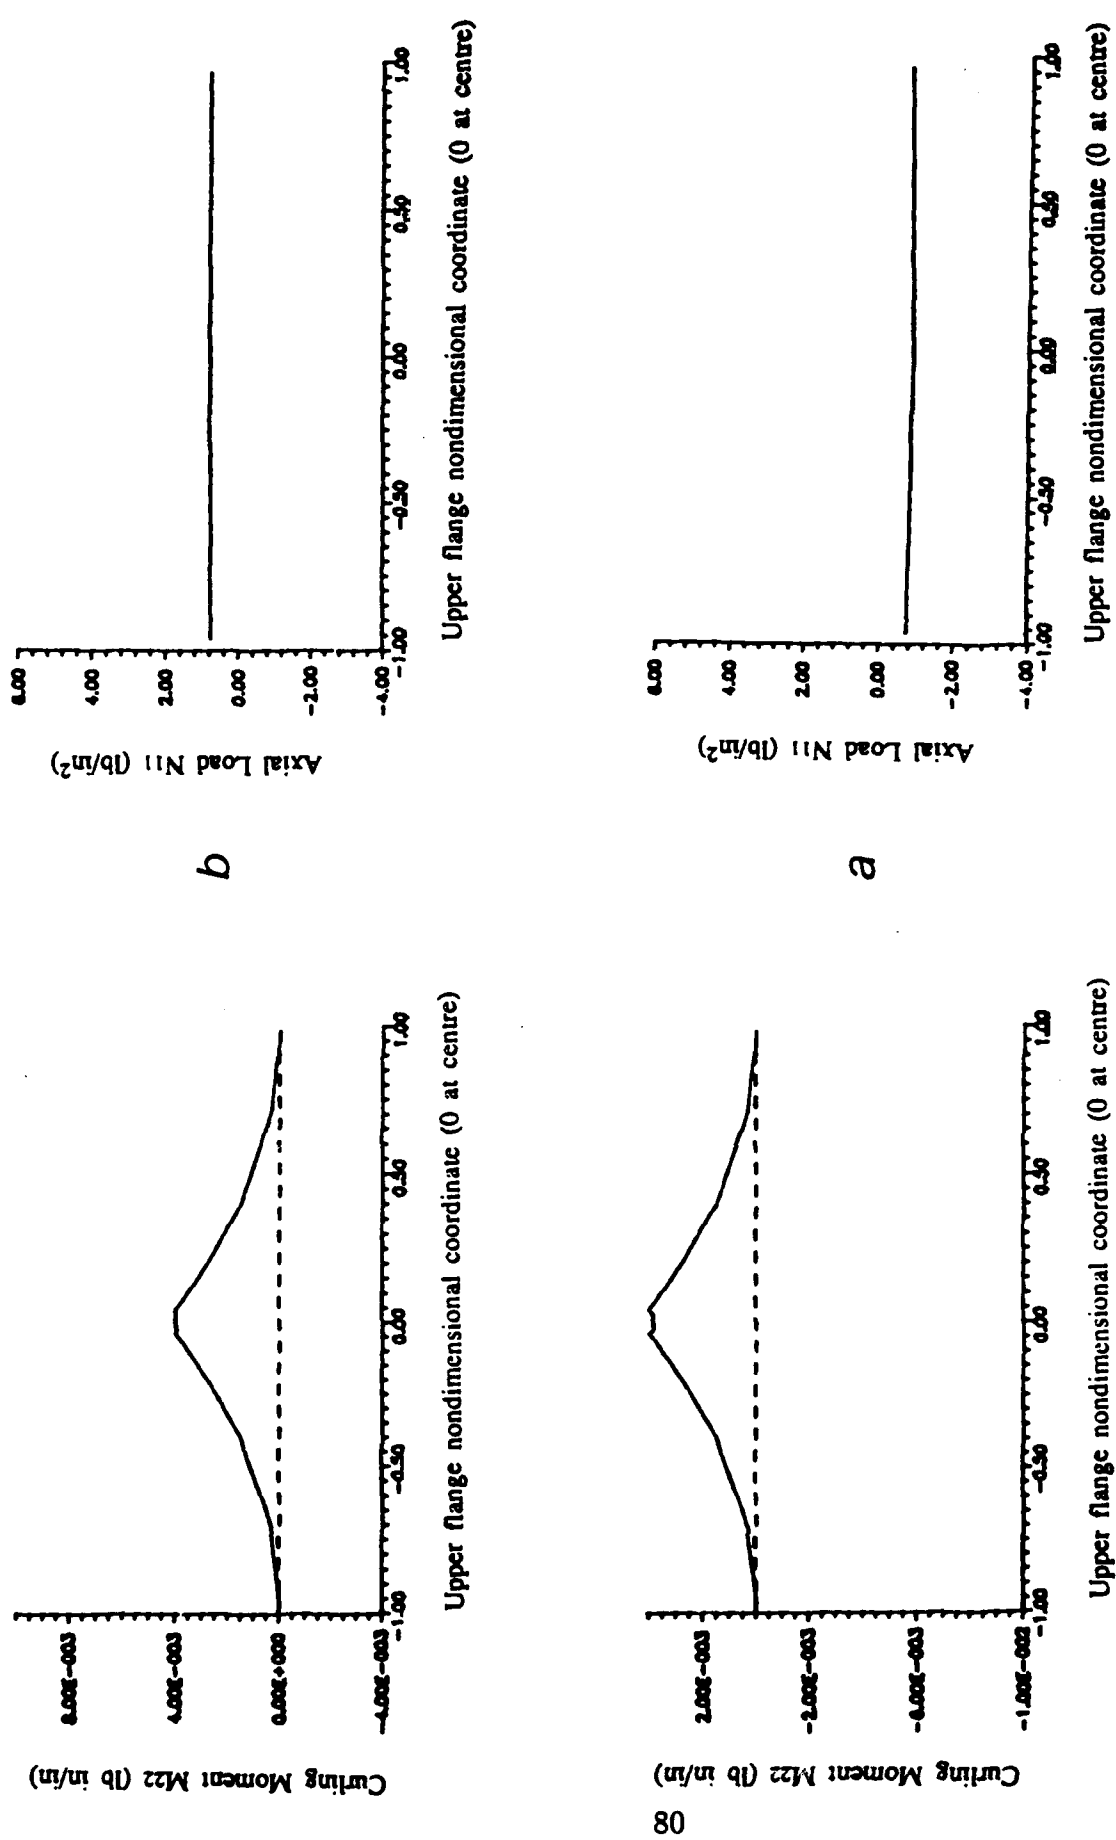 Curling Moment M22 (lb in/in)
8.00E-003
4.00E-003
0.00E+000
-4.00E-003
-1.00
-0.50
0.00
0.50
1.00
Upper flange nondimensional coordinate (0 at centre)
b
Axial Load N11 (lb/in²)
6.00
4.00
2.00
0.00
-2.00
-4.00
-1.00
-0.50
0.00
0.50
1.00
Upper flange nondimensional coordinate (0 at centre)
Curling Moment M22 (lb in/in)
2.00E-003
-2.00E-003
-6.00E-003
-1.00E-002
-1.00
-0.50
0.00
0.50
1.00
Upper flange nondimensional coordinate (0 at centre)
a
Axial Load N11 (lb/in²)
6.00
4.00
2.00
0.00
-2.00
-4.00
-1.00
-0.50
0.00
0.50
1.00
Upper flange nondimensional coordinate (0 at centre)
80